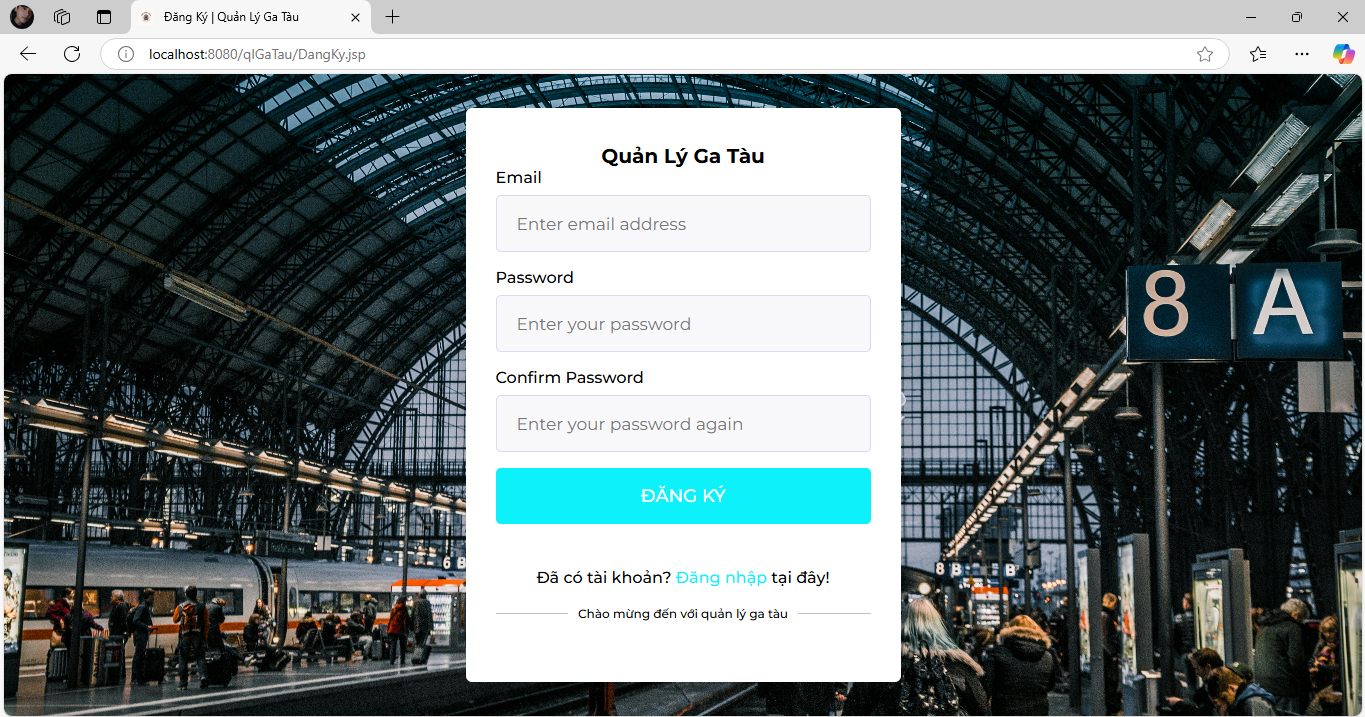 Đăng Ký | Quản Lý Ga Tàu
localhost:8080/qlGaTau/DangKy.jsp
Quản Lý Ga Tàu
Email
Enter email address
Password
Enter your password
Confirm Password
Enter your password again
ĐĂNG KÝ
Đã có tài khoản? Đăng nhập tại đây!
Chào mừng đến với quản lý ga tàu
8 A
6 B
8 B